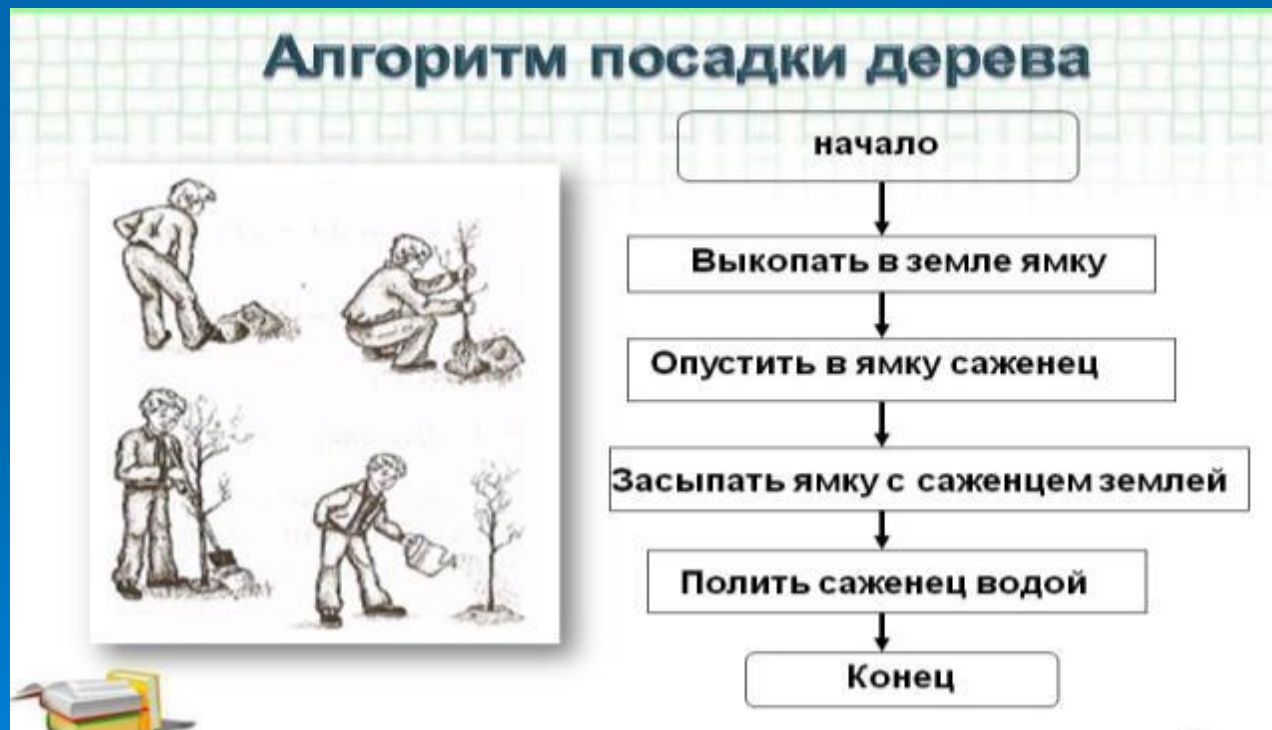 Алгоритм посадки дерева
начало
Выкопать в земле ямку
Опустить в ямку саженец
Засыпать ямку с саженцем землей
Полить саженец водой
Конец